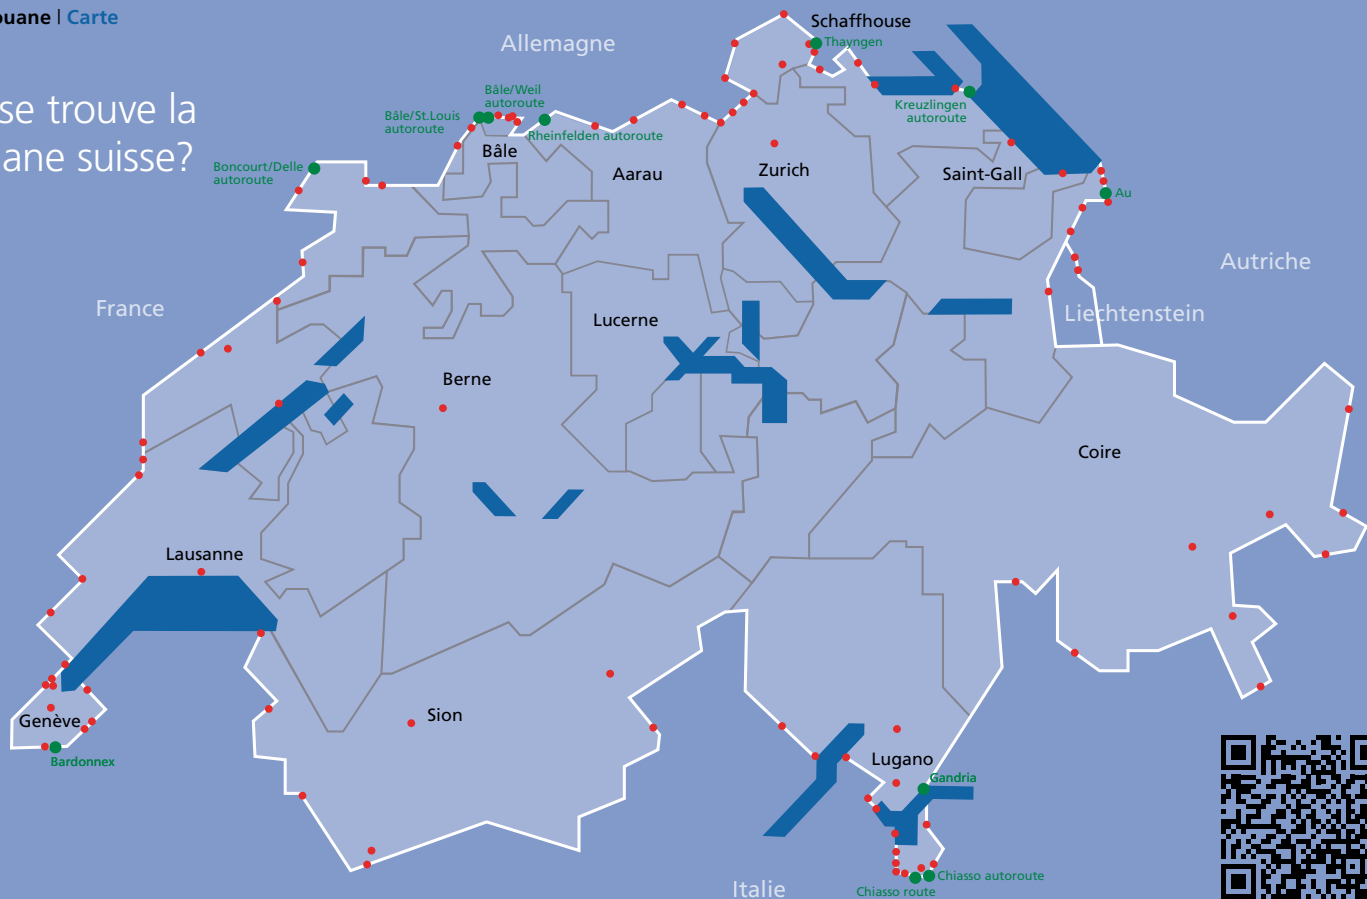 ouane | Carte
se trouve la
ane suisse?
Allemagne
Schaffhouse
Thayngen
Bâle/Weil
autoroute
Bâle/St.Louis
autoroute
Kreuzlingen
autoroute
Rheinfelden autoroute
Bâle
Boncourt/Delle
autoroute
Aarau
Zurich
Saint-Gall
Au
Autriche
France
Liechtenstein
Lucerne
Berne
Coire
Lausanne
Genève
Sion
Bardonnex
Lugano
Gandria
Chiasso autoroute
Chiasso route
Italie